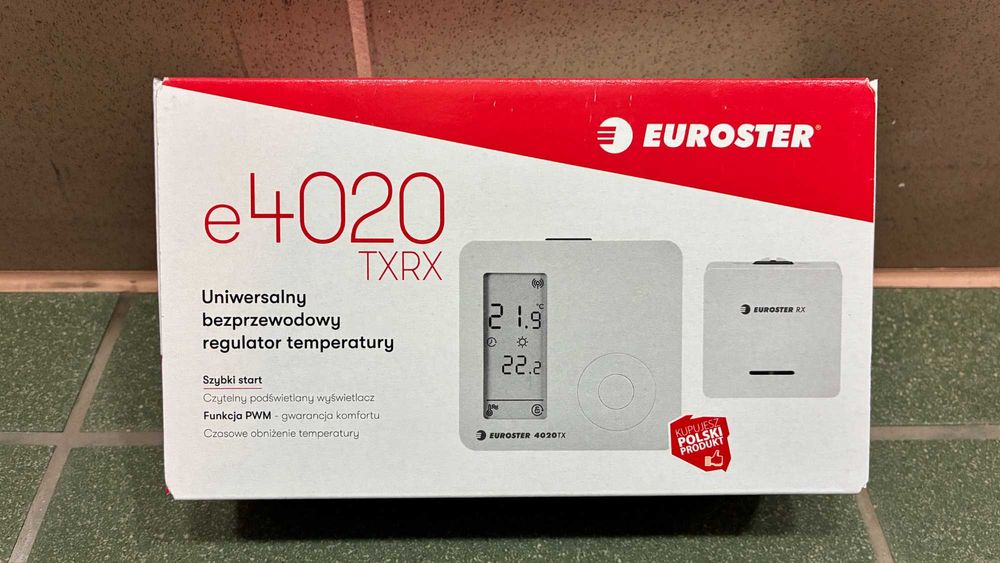 EUROSTER®
e4020
TXRX
Uniwersalny
bezprzewodowy
regulator temperatury
Szybki start
Czytelny podświetlany wyświetlacz
Funkcja PWM - gwarancja komfortu
Czasowe obniżenie temperatury
21.9 °C
22.2
EUROSTER 4020TX
EUROSTER RX
KUPUJESZ
POLSKI
PRODUKT